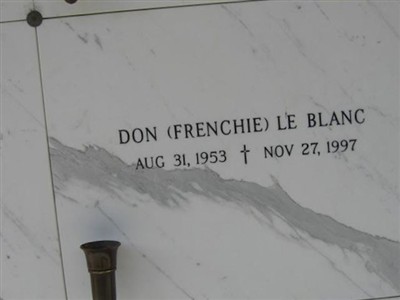 DON (FRENCHIE) LE BLANC
AUG 31, 1953 † NOV 27, 1997